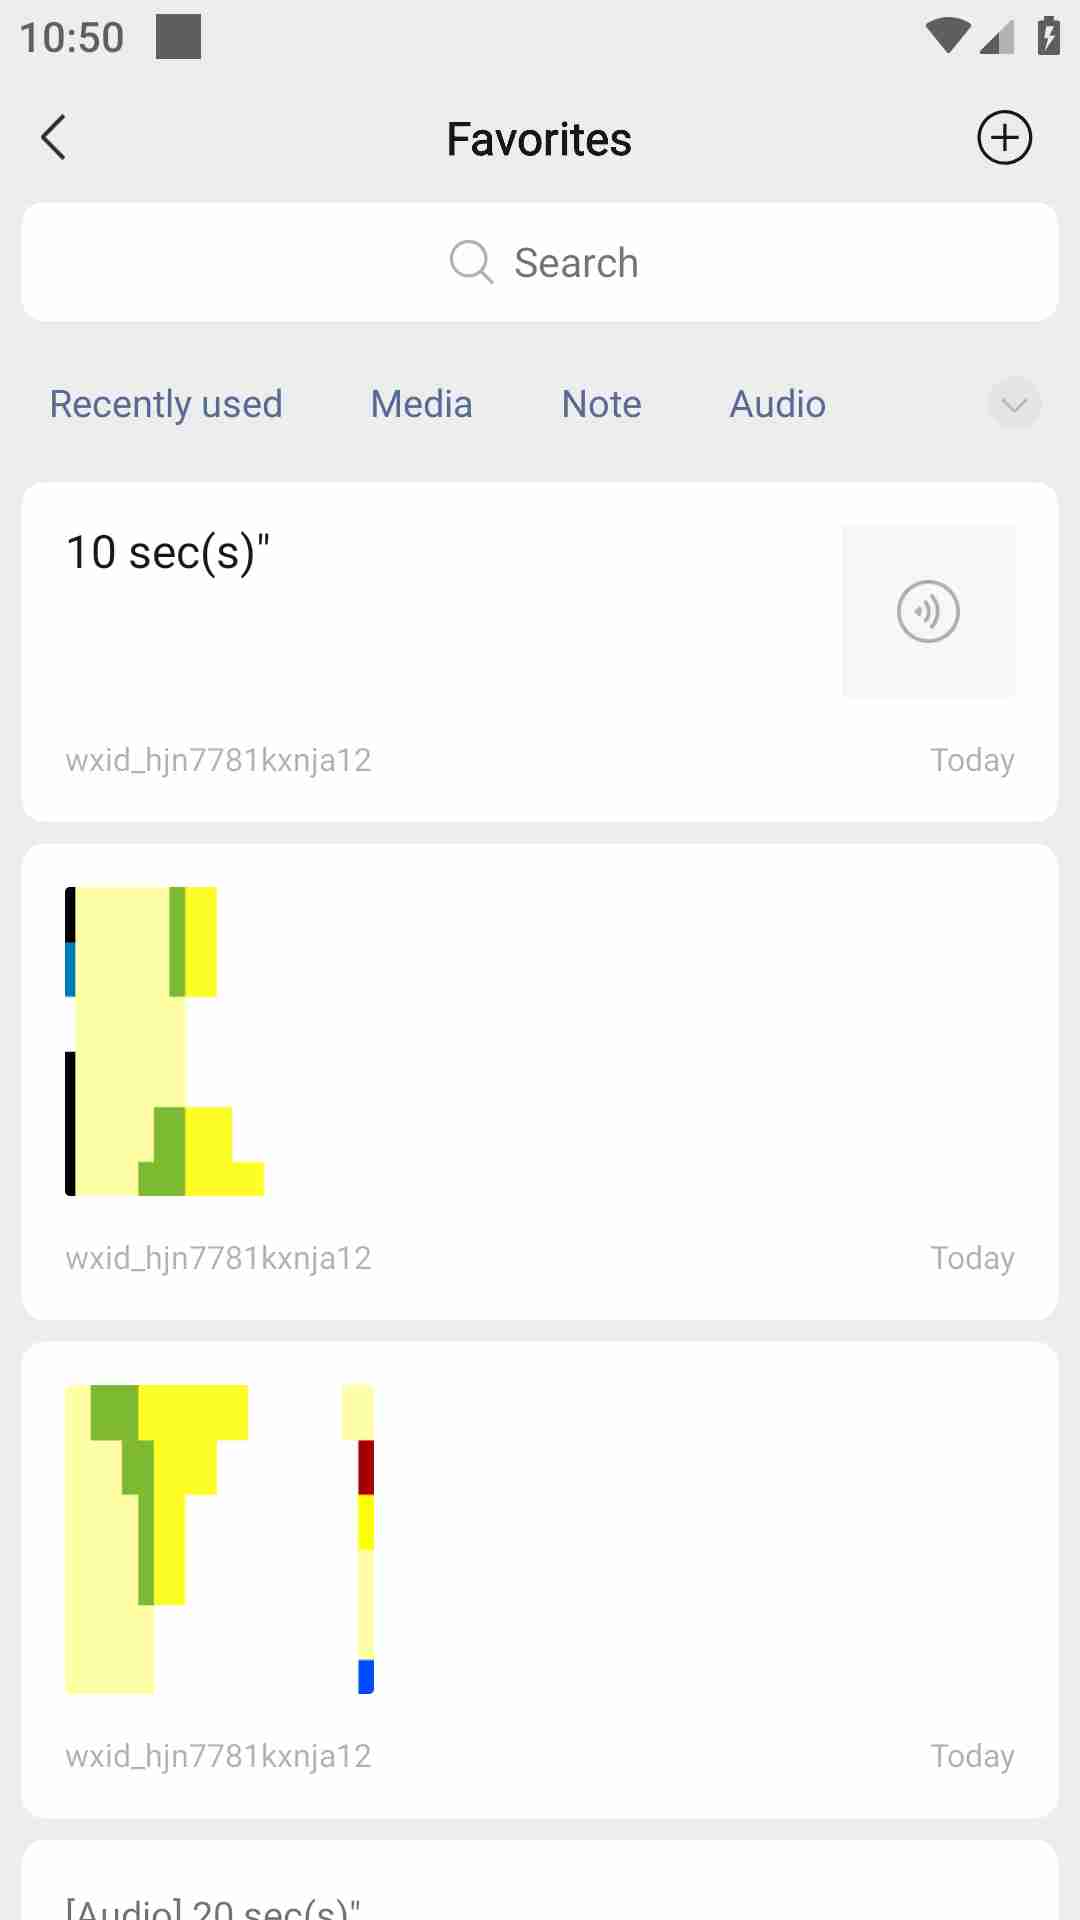 10:50
Favorites
Search
Recently used Media Note Audio
10 sec(s)"
wxid_hjn7781kxnja12 Today
wxid_hjn7781kxnja12 Today
wxid_hjn7781kxnja12 Today
[Audio] 20 sec(s)"